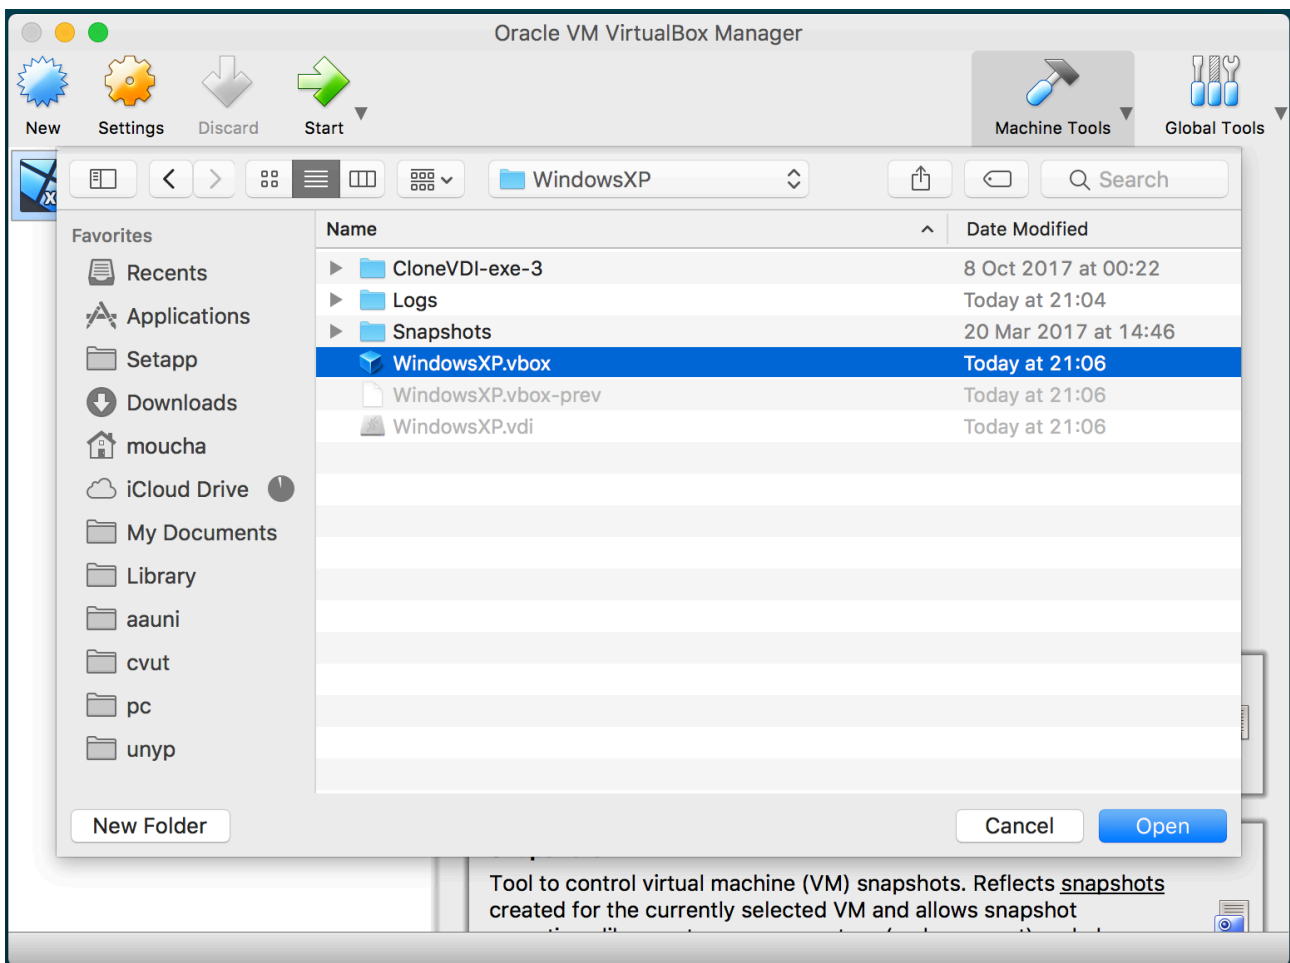 Oracle VM VirtualBox Manager
New Settings Discard Start Machine Tools Global Tools
WindowsXP Search
Favorites
Recents
Applications
Setapp
Downloads
moucha
iCloud Drive
My Documents
Library
aauni
cvut
pc
unyp
Name Date Modified
CloneVDI-exe-3 8 Oct 2017 at 00:22
Logs Today at 21:04
Snapshots 20 Mar 2017 at 14:46
WindowsXP.vbox Today at 21:06
WindowsXP.vbox-prev Today at 21:06
WindowsXP.vdi Today at 21:06
New Folder Cancel Open
Tool to control virtual machine (VM) snapshots. Reflects snapshots
created for the currently selected VM and allows snapshot